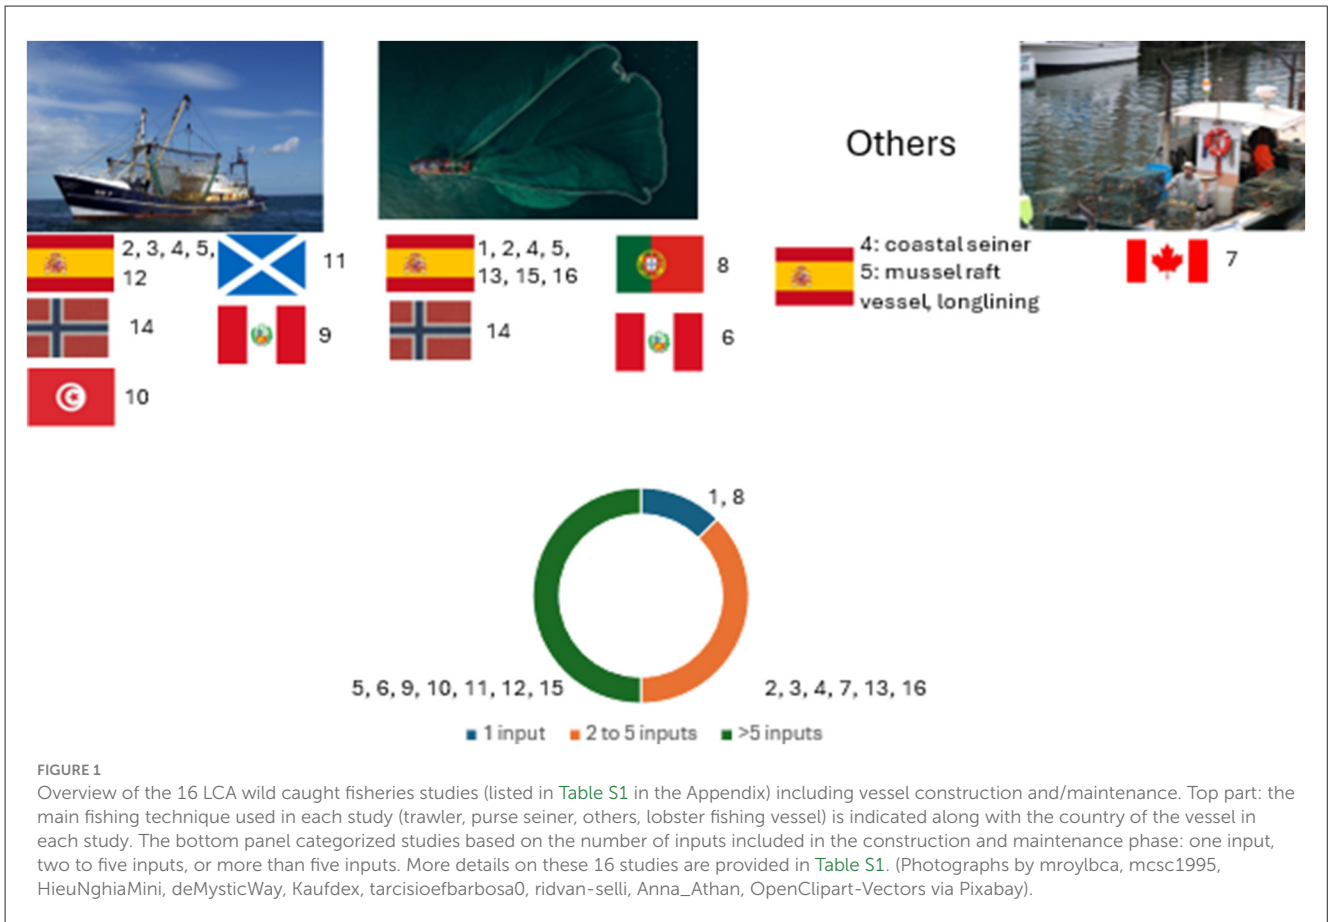 Others
2, 3, 4, 5,
12
11
14
9
10
1, 2, 4, 5,
13, 15, 16
8
14
6
4: coastal seiner
5: mussel raft
vessel, longlining
7
1, 8
5, 6, 9, 10, 11, 12, 15
2, 3, 4, 7, 13, 16
1 input
2 to 5 inputs
>5 inputs
FIGURE 1
Overview of the 16 LCA wild caught fisheries studies (listed in Table S1 in the Appendix) including vessel construction and/maintenance. Top part: the
main fishing technique used in each study (trawler, purse seiner, others, lobster fishing vessel) is indicated along with the country of the vessel in
each study. The bottom panel categorized studies based on the number of inputs included in the construction and maintenance phase: one input,
two to five inputs, or more than five inputs. More details on these 16 studies are provided in Table S1. (Photographs by mroylbca, mcsc1995,
HieuNghiaMini, deMysticWay, Kaufdex, tarcisioefbarbosa0, ridvan-selli, Anna_Athan, OpenClipart-Vectors via Pixabay).